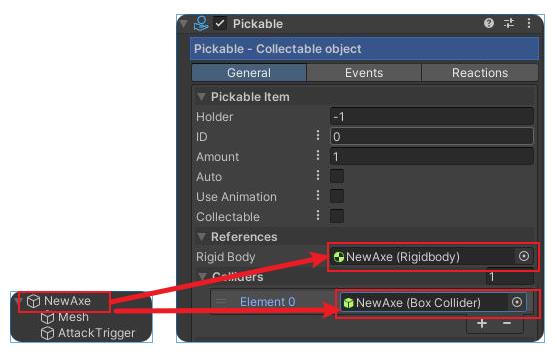 Pickable
Pickable - Collectable object
General Events Reactions
Pickable Item
Holder -1
ID 0
Amount 1
Auto
Use Animation
Collectable
References
Rigid Body NewAxe (Rigidbody)
Colliders 1
NewAxe
Element 0 NewAxe (Box Collider)
Mesh
AttackTrigger
+ -